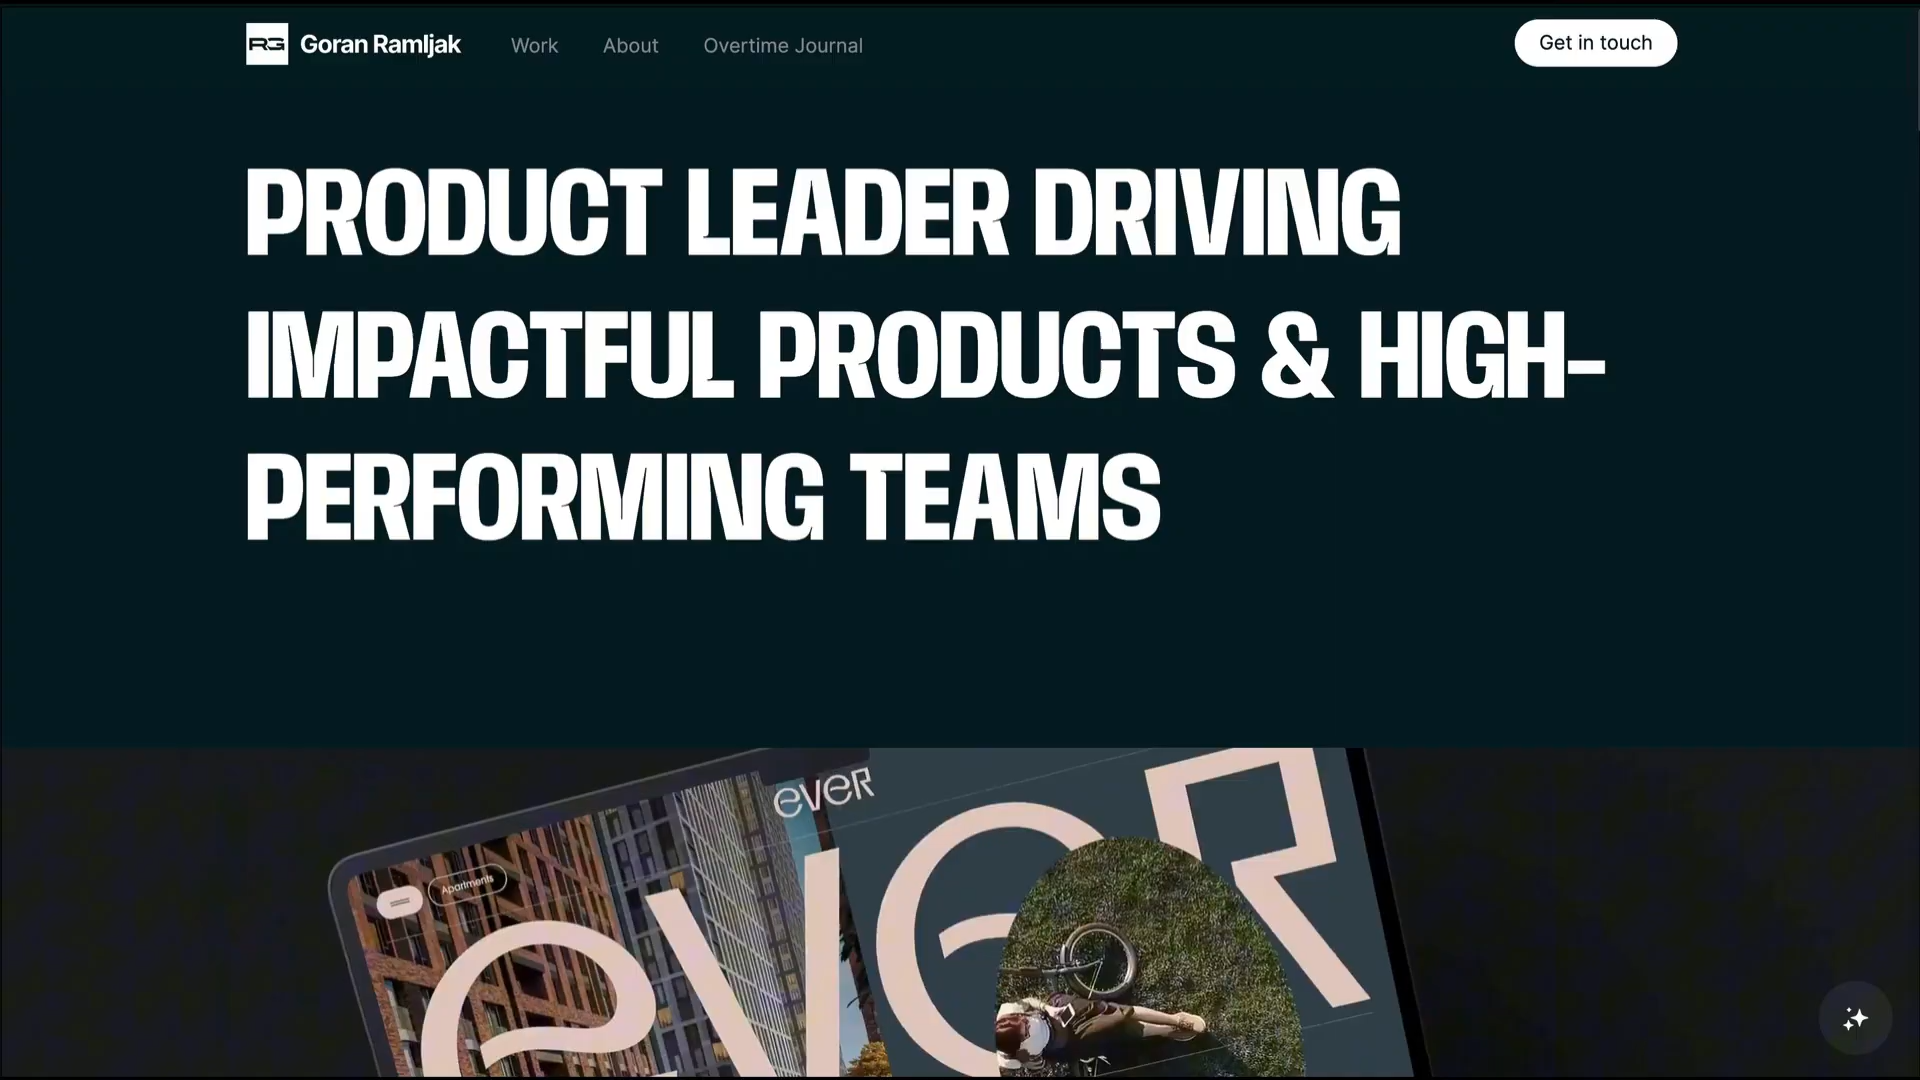 RG Goran Ramljak Work About Overtime Journal Get in touch
PRODUCT LEADER DRIVING
IMPACTFUL PRODUCTS & HIGH-
PERFORMING TEAMS
ever
Apartments
ever